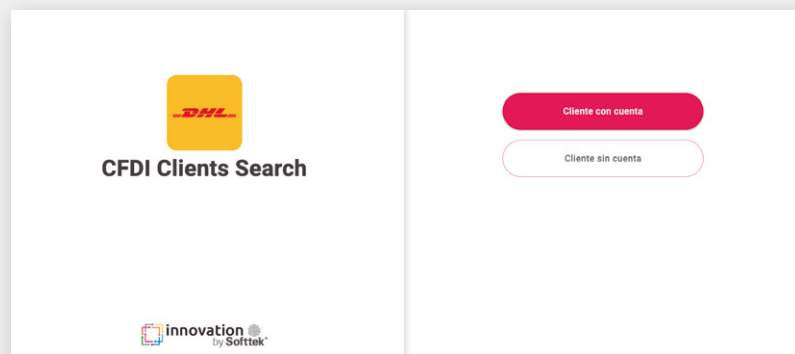 DHL
CFDI Clients Search
innovation
by Softtek
Cliente con cuenta
Cliente sin cuenta